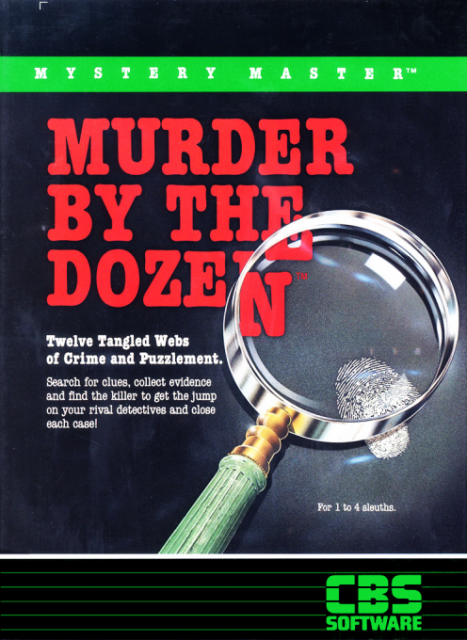 MYSTERY MASTER™
MURDER
BY THE
DOZEN™
Twelve Tangled Webs
of Crime and Puzzlement.
Search for clues, collect evidence
and find the killer to get the jump
on your rival detectives and close
each case!
For 1 to 4 sleuths.
CBS
SOFTWARE